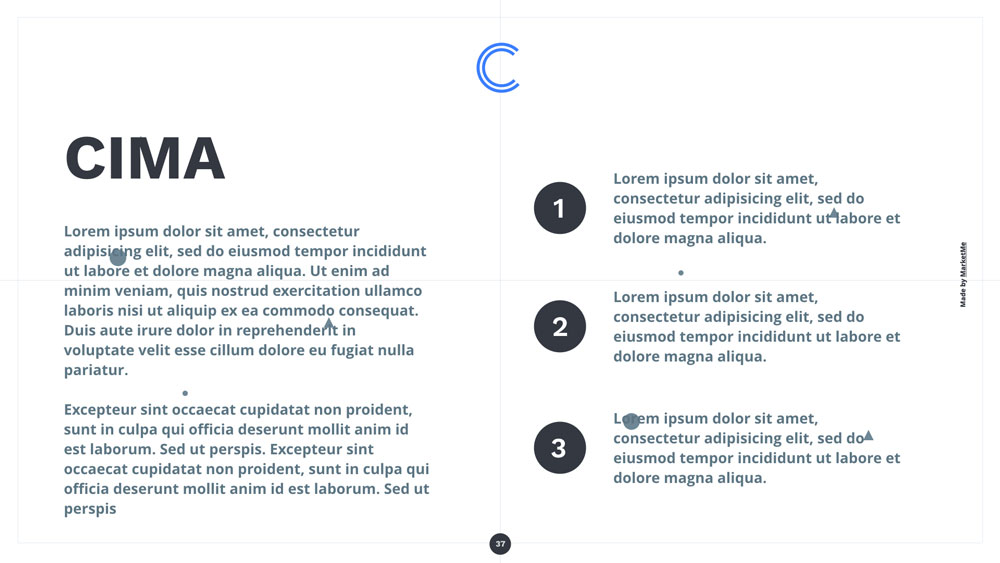 CIMA
Lorem ipsum dolor sit amet, consectetur
adipisicing elit, sed do eiusmod tempor incididunt
ut labore et dolore magna aliqua. Ut enim ad
minim veniam, quis nostrud exercitation ullamco
laboris nisi ut aliquip ex ea commodo consequat.
Duis aute irure dolor in reprehenderit in
voluptate velit esse cillum dolore eu fugiat nulla
pariatur.
Excepteur sint occaecat cupidatat non proident,
sunt in culpa qui officia deserunt mollit anim id
est laborum. Sed ut perspis. Excepteur sint
occaecat cupidatat non proident, sunt in culpa qui
officia deserunt mollit anim id est laborum. Sed ut
perspis
1
Lorem ipsum dolor sit amet,
consectetur adipisicing elit, sed do
eiusmod tempor incididunt ut labore et
dolore magna aliqua.
2
Lorem ipsum dolor sit amet,
consectetur adipisicing elit, sed do
eiusmod tempor incididunt ut labore et
dolore magna aliqua.
3
Lorem ipsum dolor sit amet,
consectetur adipisicing elit, sed do
eiusmod tempor incididunt ut labore et
dolore magna aliqua.
Made by MarketMe
37